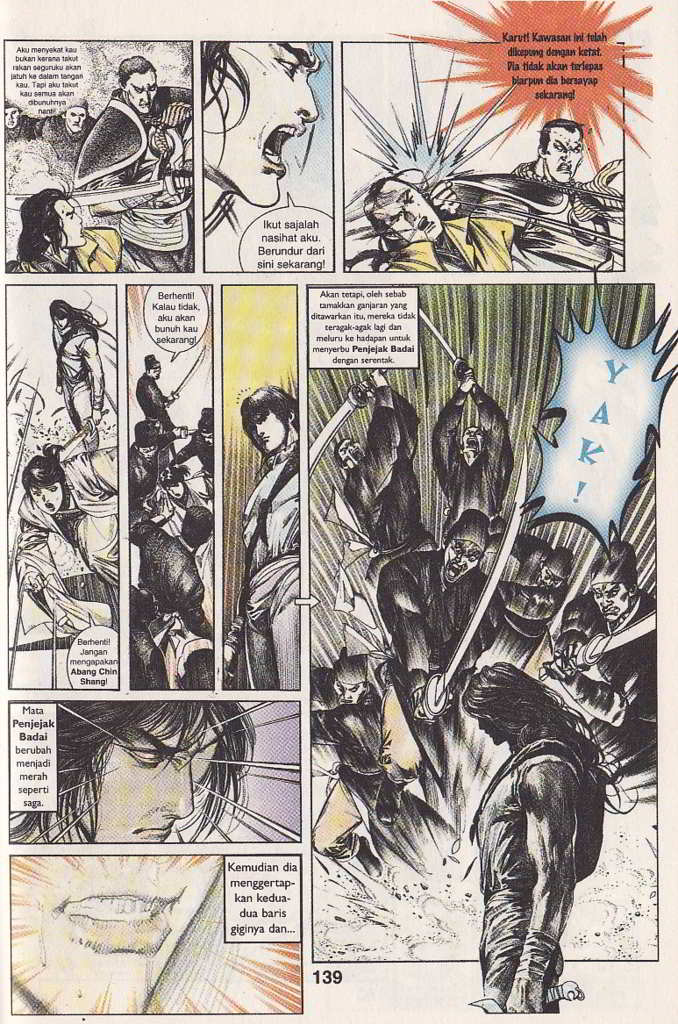 Aku menyekat kau
bukan kerana takut
rakan seguruku akan
jatuh ke dalam tangan
kau. Tapi aku takut
kau semua akan
dibunuhnya
nanti!
Ikut sajalah
nasihat aku.
Berundur dari
sini sekarang!
Karut! Kawasan ini telah
dikepung dengan ketat.
Dia tidak akan terlepas
biarpun dia bersayap
sekarang!
Berhenti!
Jangan
mengapakan
Abang Chin
Shang!
Berhenti!
Kalau tidak,
aku akan
bunuh kau
sekarang!
Akan tetapi, oleh sebab
tamakkan ganjaran yang
ditawarkan itu, mereka tidak
teragak-agak lagi dan
meluru ke hadapan untuk
menyerbu Penjejak Badai
dengan serentak.
YAK!
Mata
Penjejak
Badai
berubah
menjadi
merah
seperti
saga.
Kemudian dia
menggertap-
kan kedua-
dua baris
giginya dan...
139